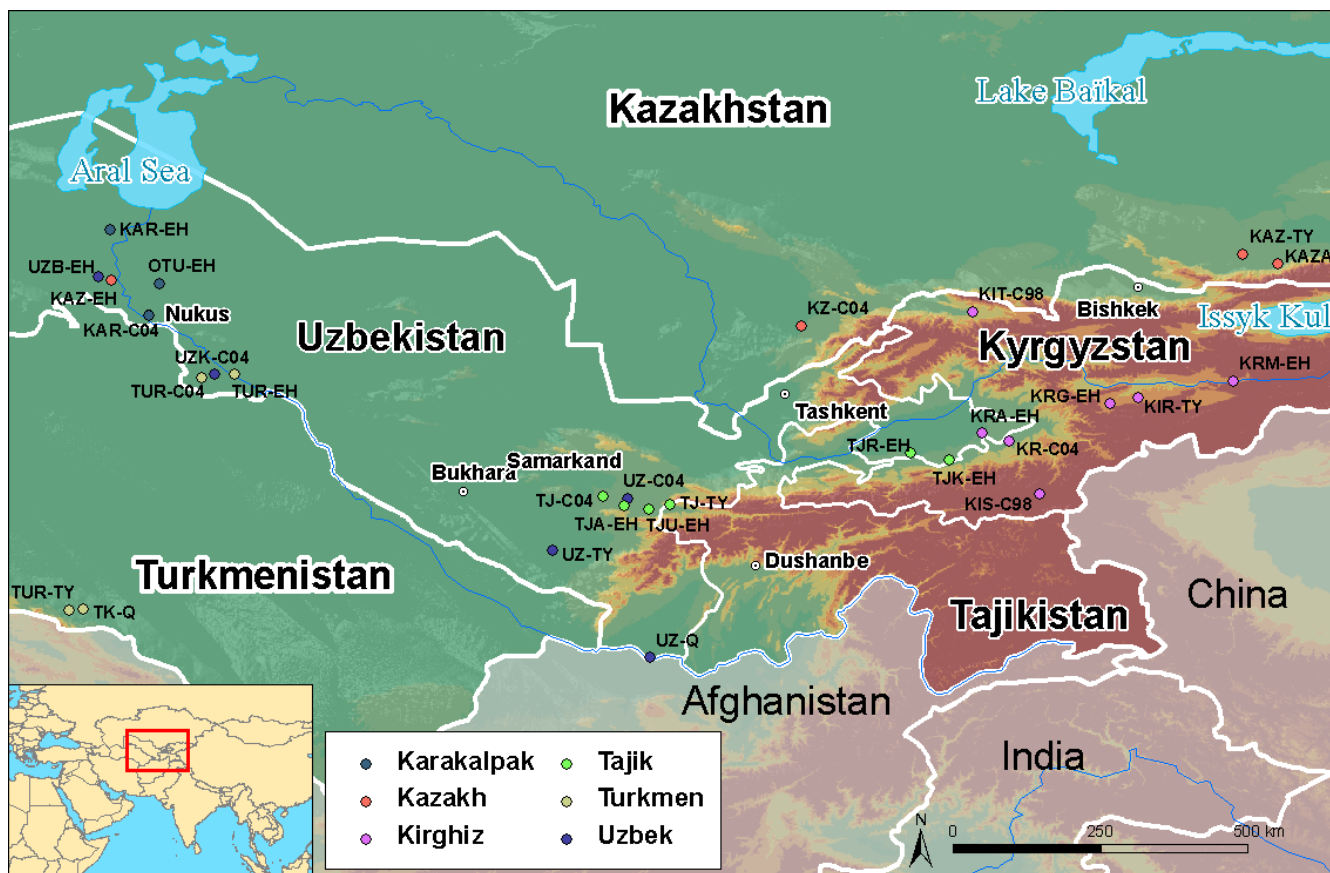 Kazakhstan
Lake Baïkal
Aral Sea
KAR-EH
UZB-EH
OTU-EH
KAZ-EH
KAR-C04
Nukus
KAZ-TY
KAZA
KZ-C04
KIT-C98
Bishkek
Issyk Kul
Uzbekistan
Kyrgyzstan
UZK-C04
TUR-C04
TUR-EH
KRM-EH
Tashkent
KRG-EH
KIR-TY
KRA-EH
TJR-EH
KR-C04
TJK-EH
Bukhara
Samarkand
UZ-C04
TJ-C04
TJ-TY
TJA-EH
TJU-EH
KIS-C98
UZ-TY
Turkmenistan
Dushanbe
TUR-TY
TK-Q
China
Tajikistan
UZ-Q
Afghanistan
India
Karakalpak
Tajik
Kazakh
Turkmen
Kirghiz
Uzbek
N
0 250 500 km